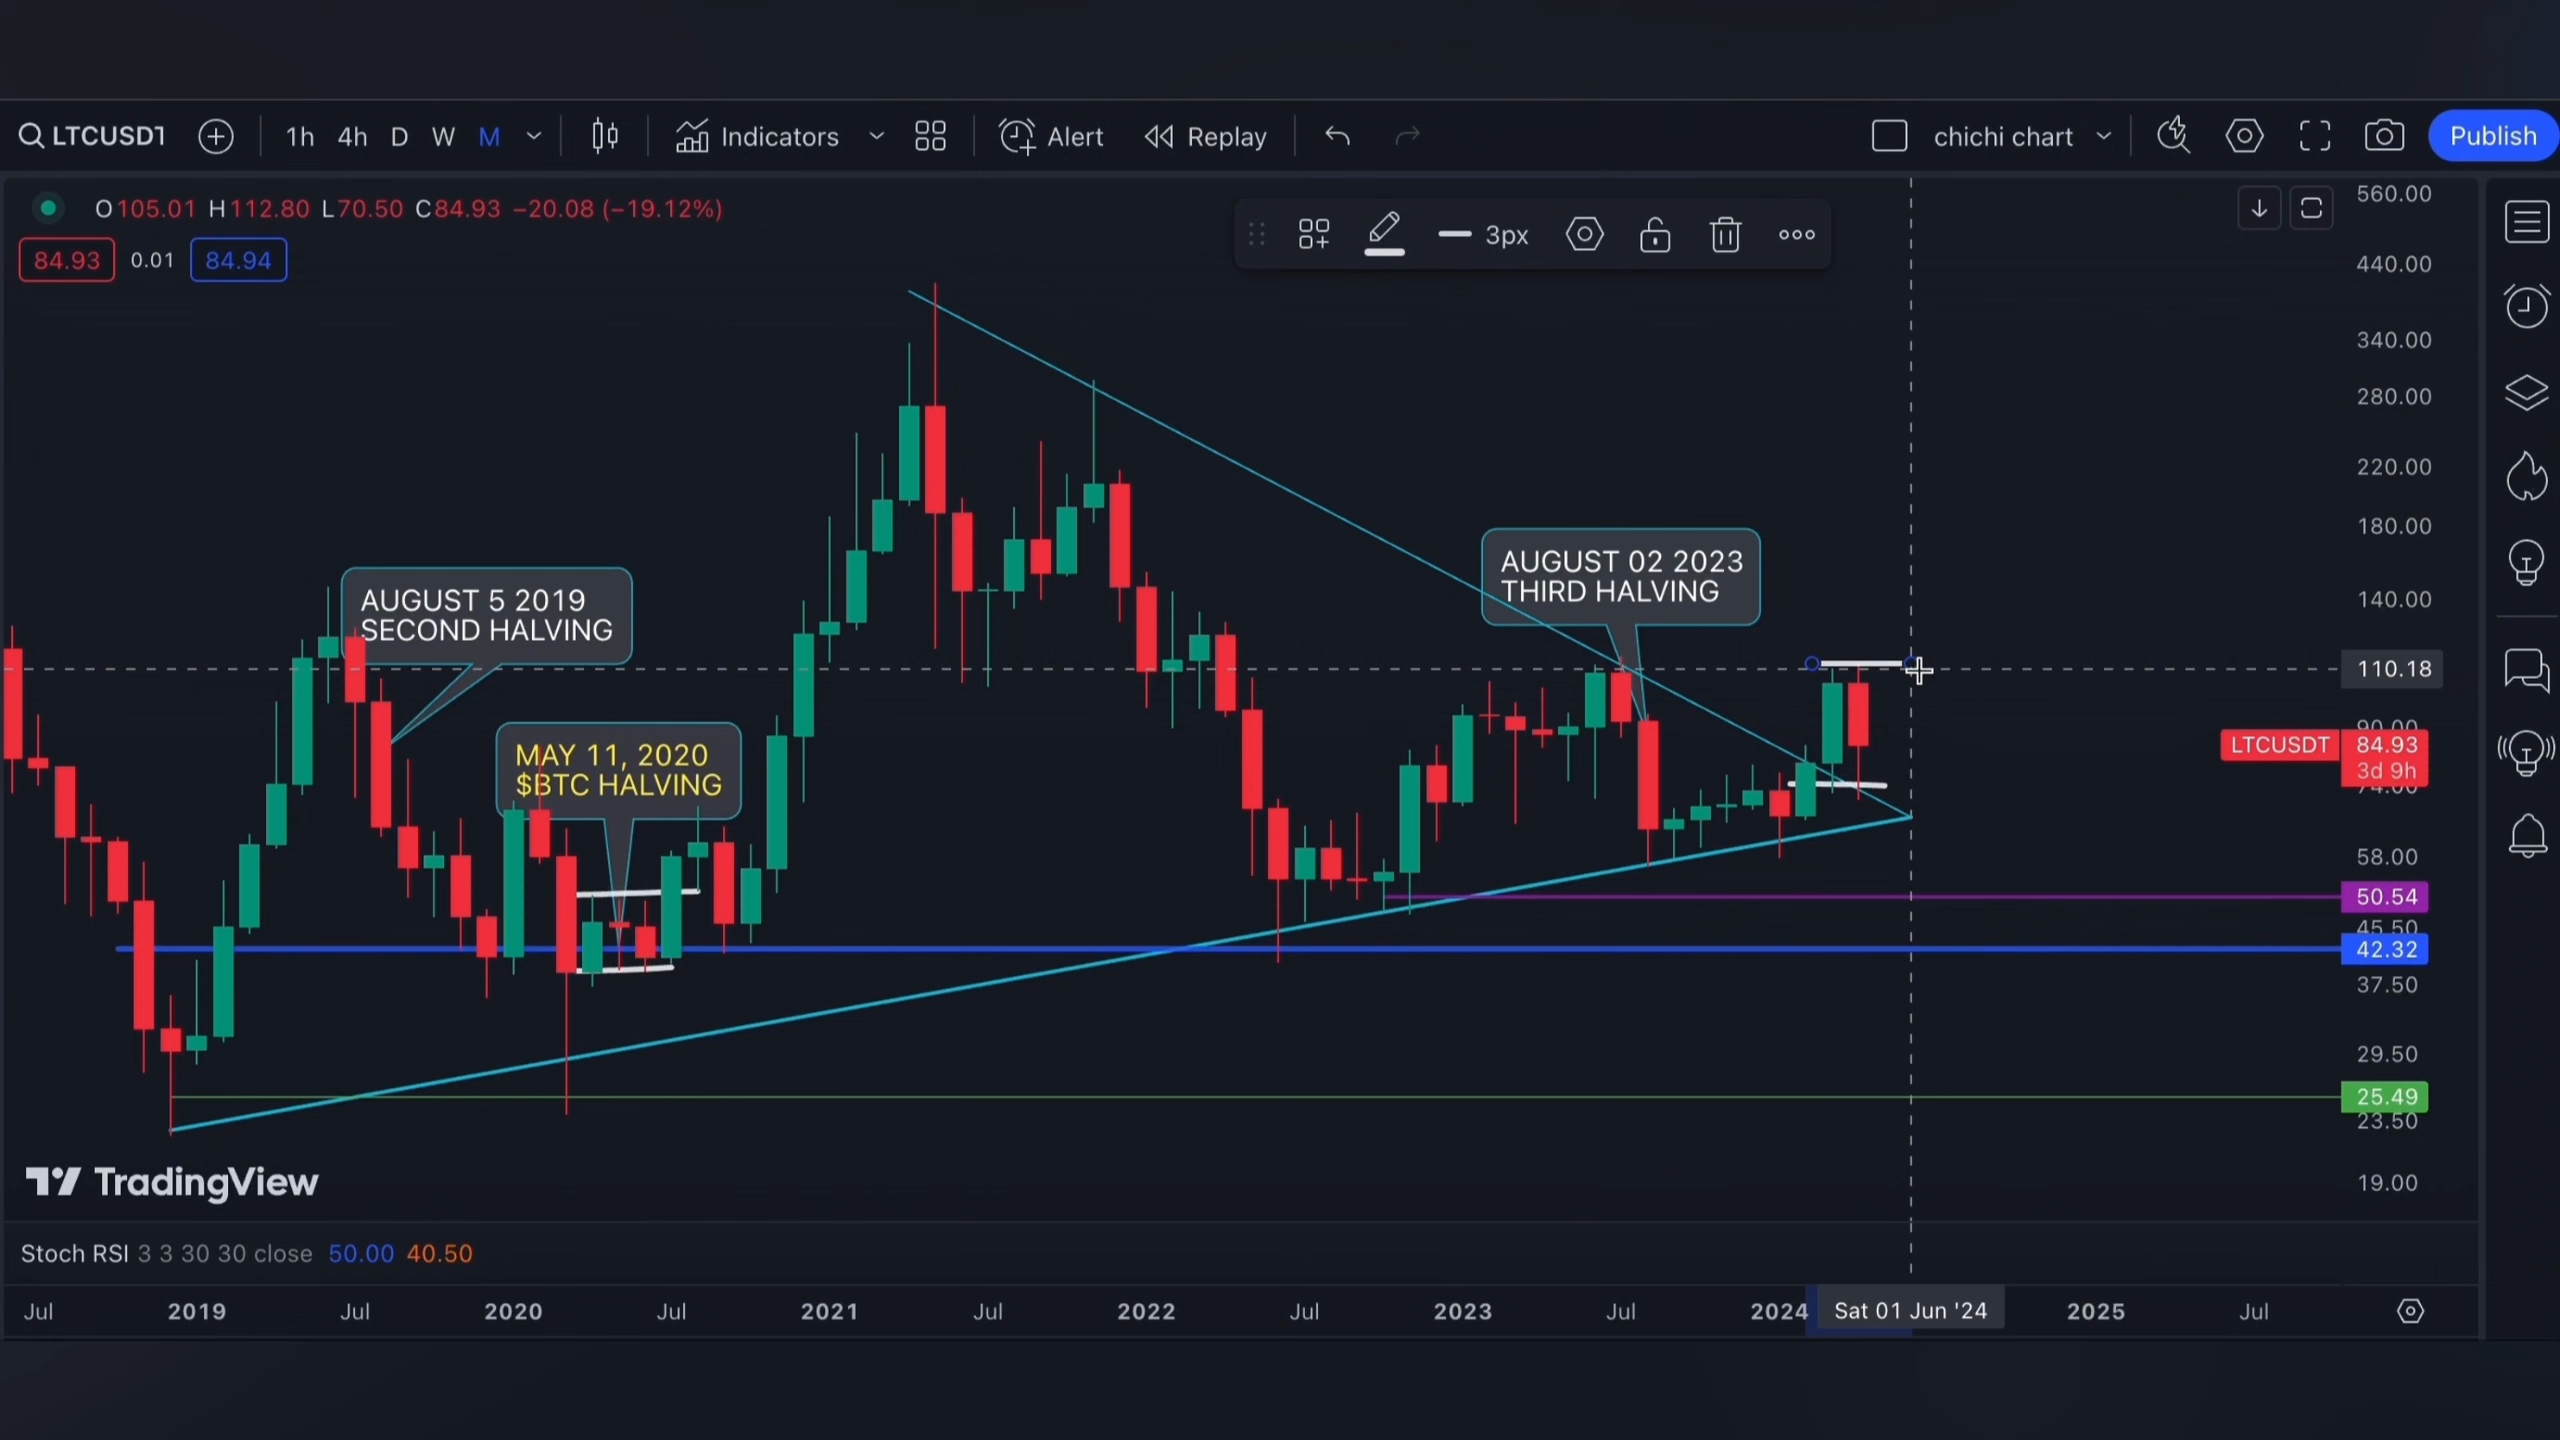 LTCUSDT
1h 4h D W M Indicators Alert Replay chichi chart Publish
O105.01 H112.80 L70.50 C84.93 −20.08 (−19.12%)
84.93 0.01 84.94
3px
560.00
440.00
340.00
280.00
220.00
180.00
140.00
110.18
90.00
LTCUSDT 84.93
3d 9h
74.00
58.00
50.54
45.50
42.32
37.50
29.50
25.49
23.50
19.00
AUGUST 5 2019
SECOND HALVING
MAY 11, 2020
$BTC HALVING
AUGUST 02 2023
THIRD HALVING
TradingView
Stoch RSI 3 3 30 30 close 50.00 40.50
Jul 2019 Jul 2020 Jul 2021 Jul 2022 Jul 2023 Jul 2024 Sat 01 Jun '24 2025 Jul